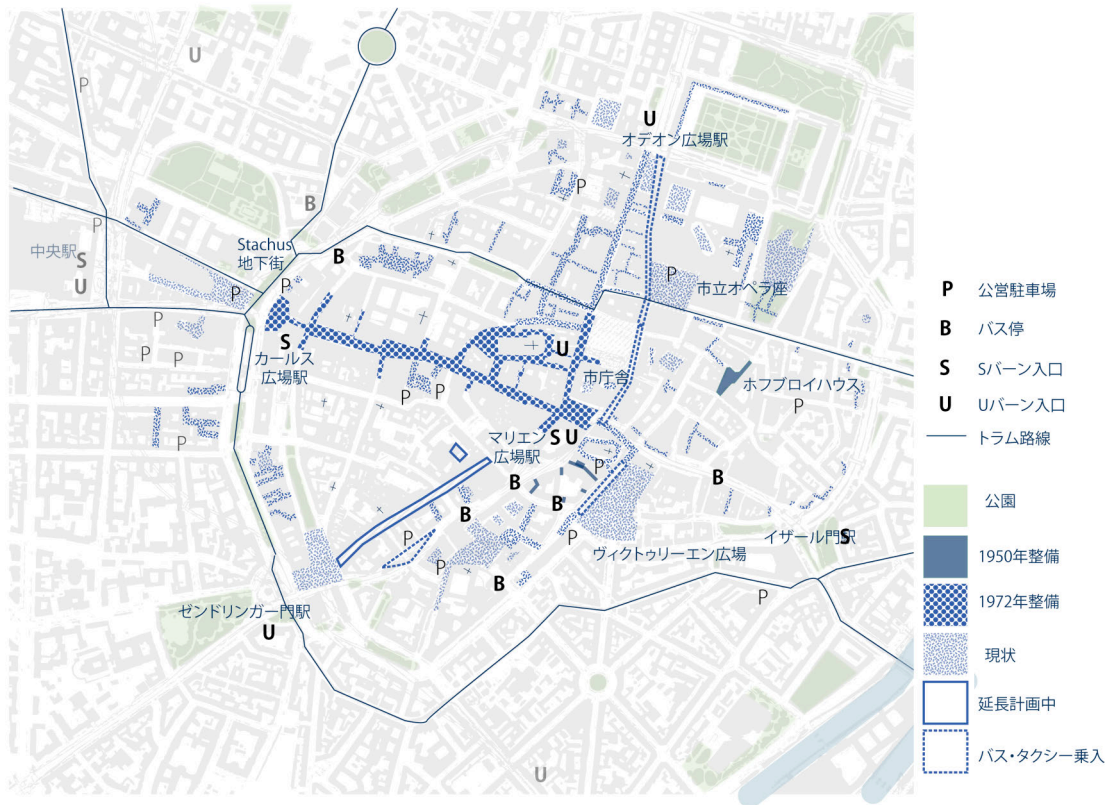 U
P
U
オデオン広場駅
P
B
P
中央駅
S
U
Stachus
地下街
B
P
P
P
市立オペラ座
P
P
P
S
カールス
広場駅
U
市庁舎
ホフブロイハウス
P
P
P
P
マリエン
広場駅
S U
P
B
B
B
B
P
P
P
ヴィクトゥリーエン広場
イザール門駅
S
B
P
ゼンドリンガー門駅
U
U
P 公営駐車場
B バス停
S Sバーン入口
U Uバーン入口
トラム路線
公園
1950年整備
1972年整備
現状
延長計画中
バス・タクシー乗入